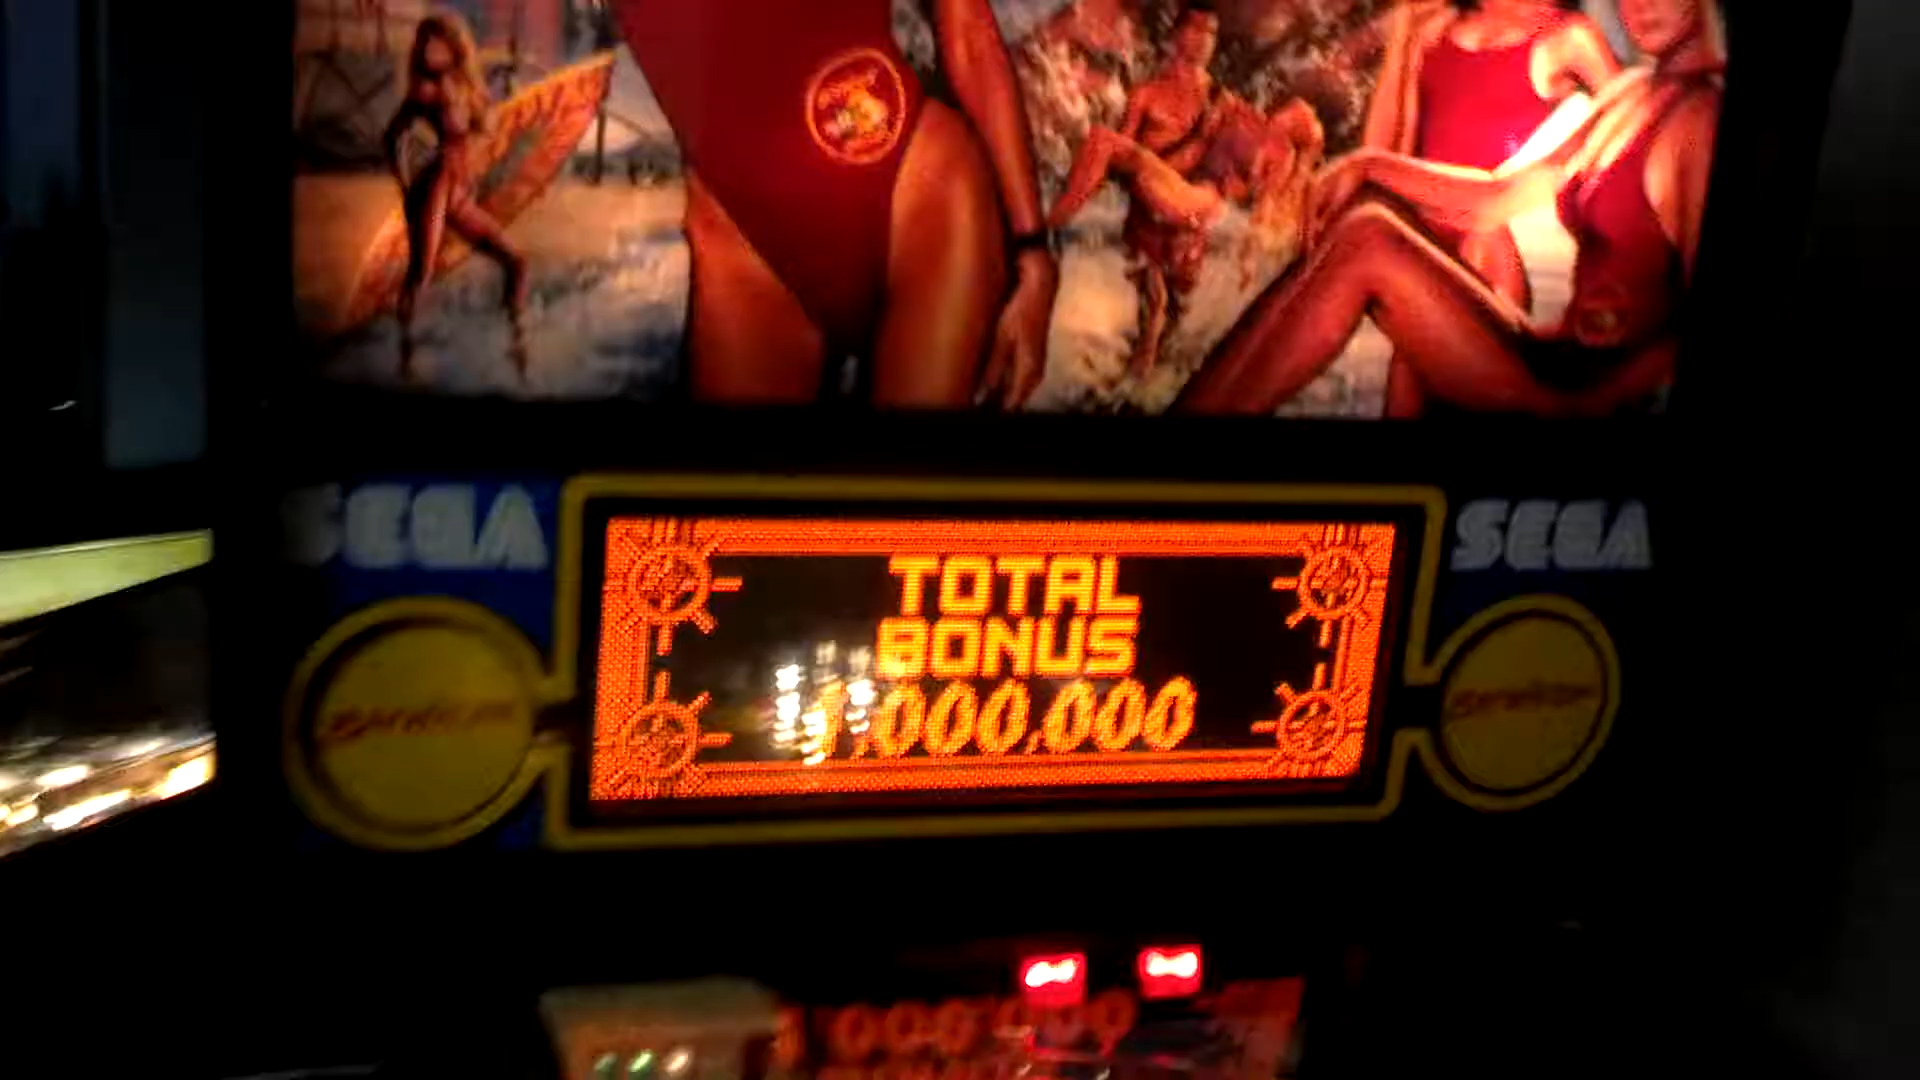 SEGA
SEGA
TOTAL
BONUS
1,000,000